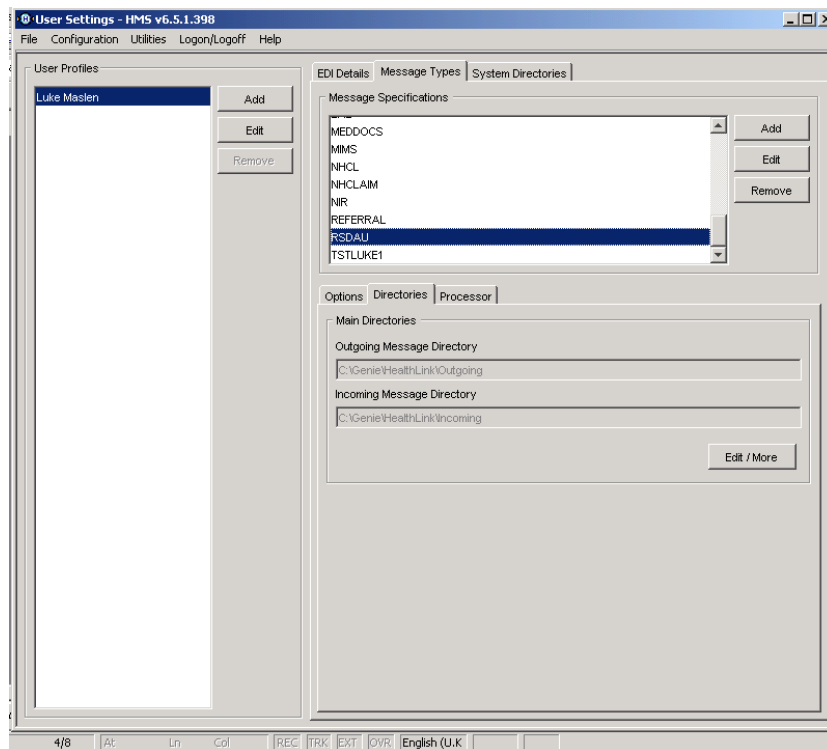 User Settings - HMS v6.5.1.398
File Configuration Utilities Logon/Logoff Help
User Profiles
Luke Maslen
Add
Edit
Remove
EDI Details Message Types System Directories
Message Specifications
MEDDOCS
MIMS
NHCL
NHCLAIM
NIR
REFERRAL
RSDAU
TSTLUKE1
Add
Edit
Remove
Options Directories Processor
Main Directories
Outgoing Message Directory
C:\Genie\HealthLink\Outgoing
Incoming Message Directory
C:\Genie\HealthLink\Incoming
Edit / More
4/8 At Ln Col REC TRK EXT OVR English (U.K